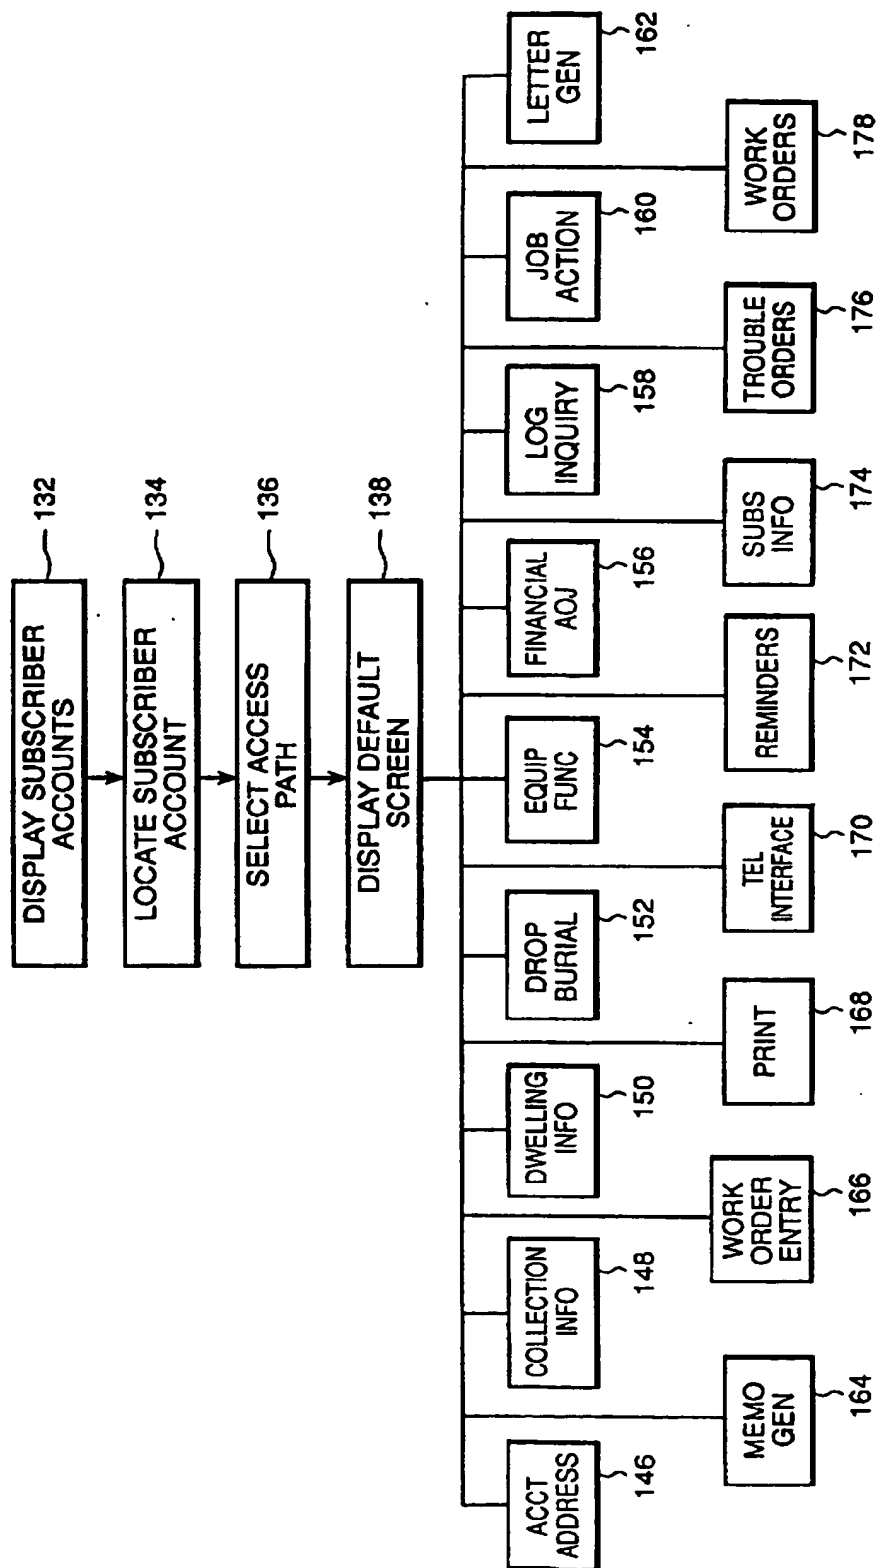 DISPLAY SUBSCRIBER
ACCOUNTS
132
LOCATE SUBSCRIBER
ACCOUNT
134
SELECT ACCESS
PATH
136
DISPLAY DEFAULT
SCREEN
138
ACCT
ADDRESS
146
COLLECTION
INFO
148
DWELLING
INFO
150
DROP
BURIAL
152
EQUIP
FUNC
154
FINANCIAL
AOJ
156
LOG
INQUIRY
158
JOB
ACTION
160
LETTER
GEN
162
MEMO
GEN
164
WORK
ORDER
ENTRY
166
PRINT
168
TEL
INTERFACE
170
REMINDERS
172
SUBS
INFO
174
TROUBLE
ORDERS
176
WORK
ORDERS
178